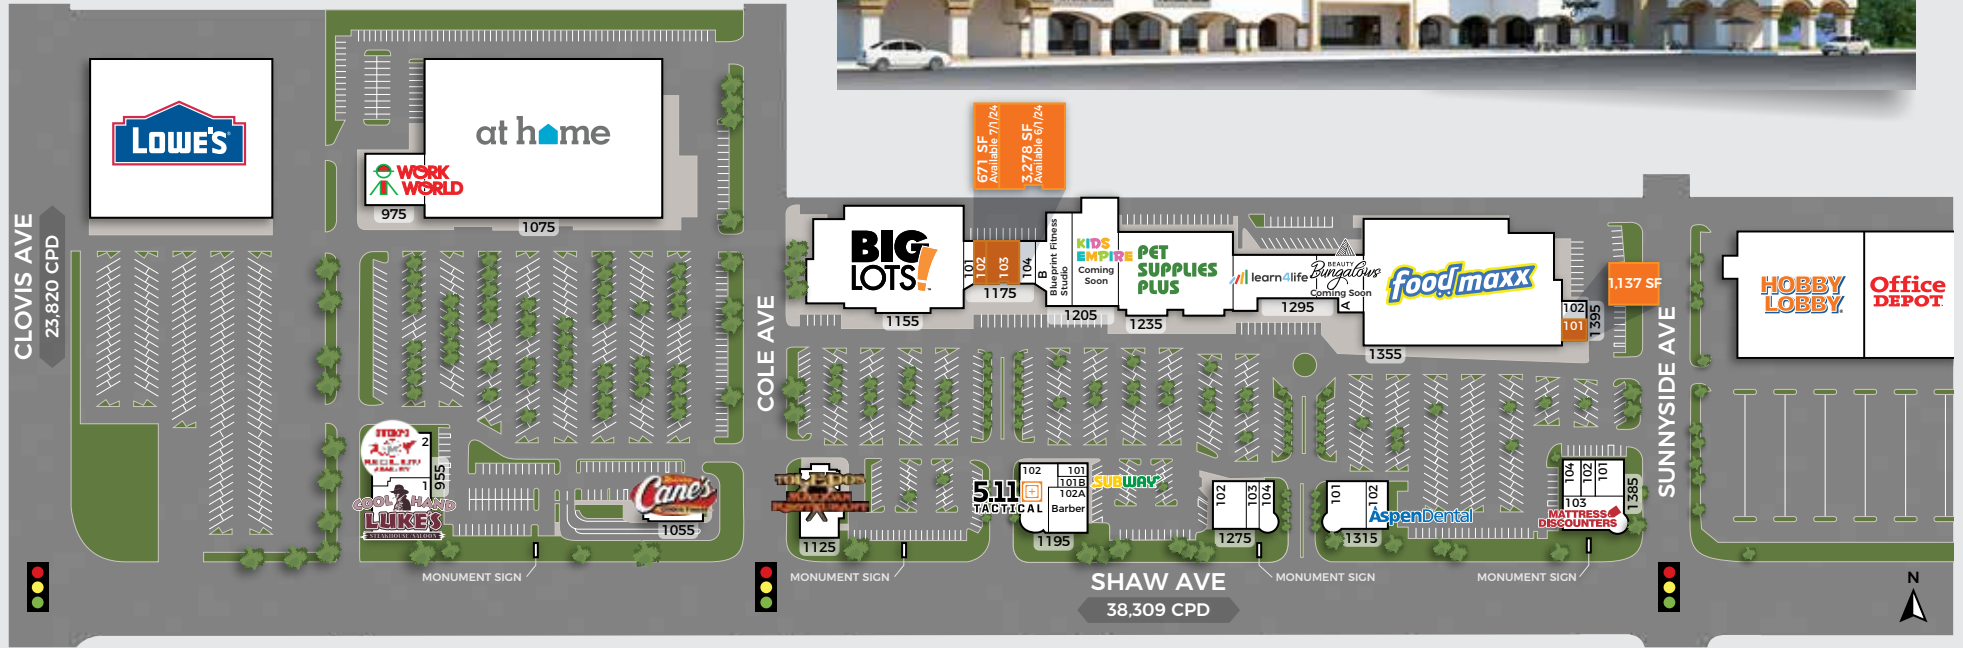 LOWE'S
at home
WORK
WORLD
975
1075
CLOVIS AVE
23,820 CPD
COLE AVE
671 SF
Available 7/1/24
3,278 SF
Available 6/1/24
BIG
LOTS!
1155
101
102
103
104
1175
B
Blueprint Fitness
Studio
KIDS
EMPIRE
Coming
Soon
1205
PET
SUPPLIES
PLUS
1235
learn4life
1295
BEAUTY
Bungalows
Coming Soon
A
foodmaxx
1355
102
101
1395
1,137 SF
SUNNYSIDE AVE
HOBBY
LOBBY
Office
DEPOT
2
1
955
COOL HAND
LUKE'S
STEAKHOUSE/SALOON
Raising
Cane's
1055
1125
5.11
TACTICAL
102
101
101B
102A
Barber
1195
SUBWAY
102
103
104
1275
101
102
AspenDental
1315
104
102
101
103
MATTRESS
DISCOUNTERS
1385
MONUMENT SIGN
MONUMENT SIGN
MONUMENT SIGN
MONUMENT SIGN
SHAW AVE
38,309 CPD
N